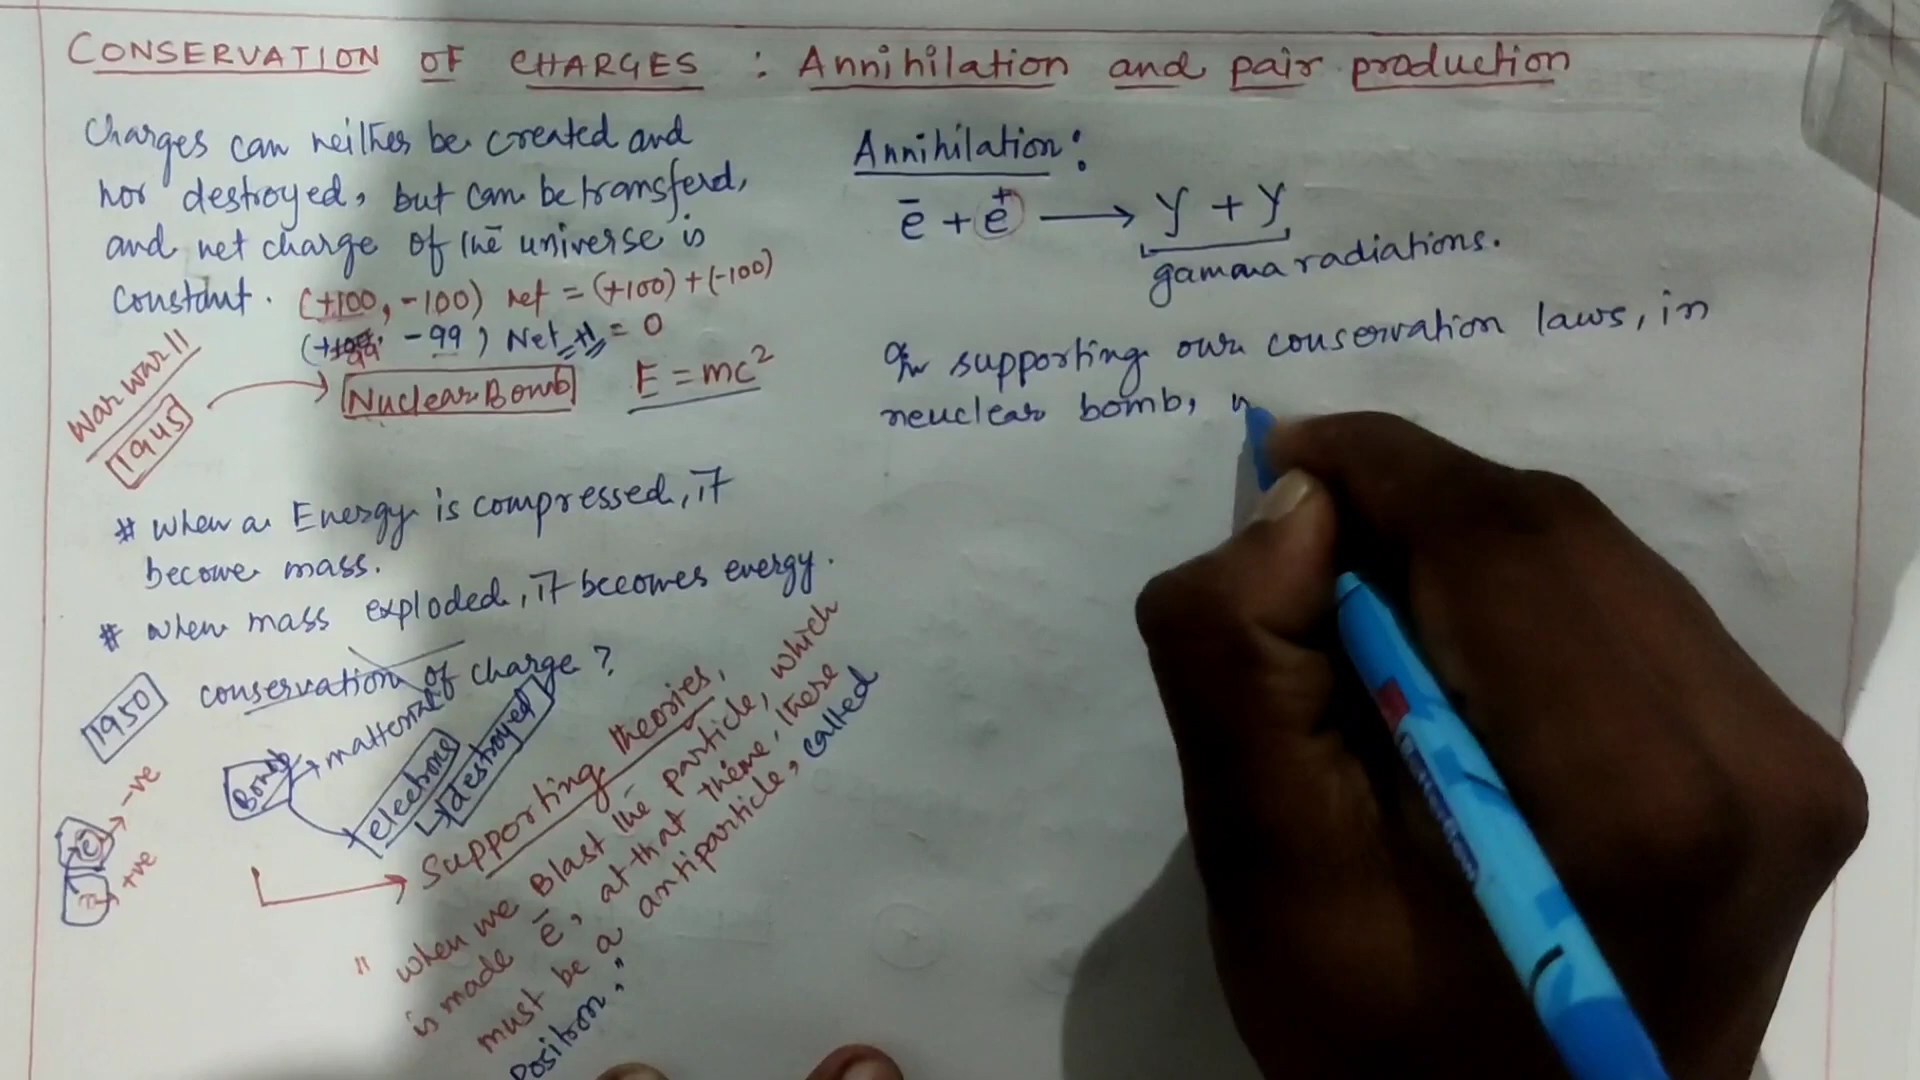 CONSERVATION OF CHARGES : Annihilation and pair production
Charges can neither be created and
nor destroyed, but can be transferd,
and net charge of the universe is
constant. (+100, -100) net = (+100) + (-100)
(+99, -99) Net = 0
War war II
1945
Nuclear Bomb E = mc²
# when a Energy is compressed, it
become mass.
# when mass exploded, it becomes energy.
1950
conservation of charge ?
Bomb
electrons
destroyed
-ve
+ve
Supporting theories,
" when we Blast the particle, which
is made e̅, at that theme, there
must be a antiparticle, called
Positron."
Annihilation:
e̅ + e⁺ → γ + γ
gamma radiations.
In supporting our conservation laws, in
neuclear bomb,